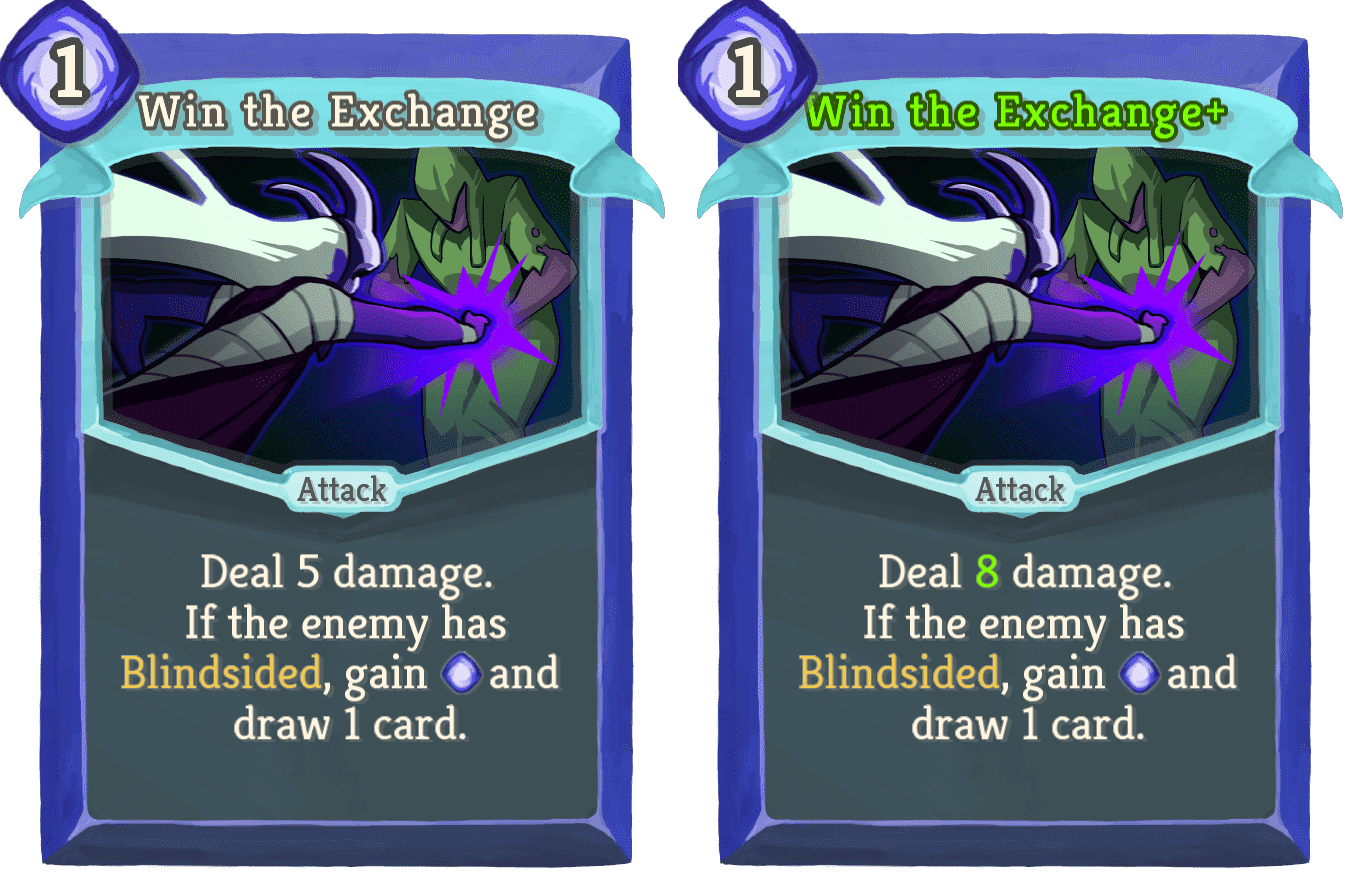 1
Win the Exchange
Attack
Deal 5 damage.
If the enemy has
Blindsided, gain and
draw 1 card.
1
Win the Exchange+
Attack
Deal 8 damage.
If the enemy has
Blindsided, gain and
draw 1 card.